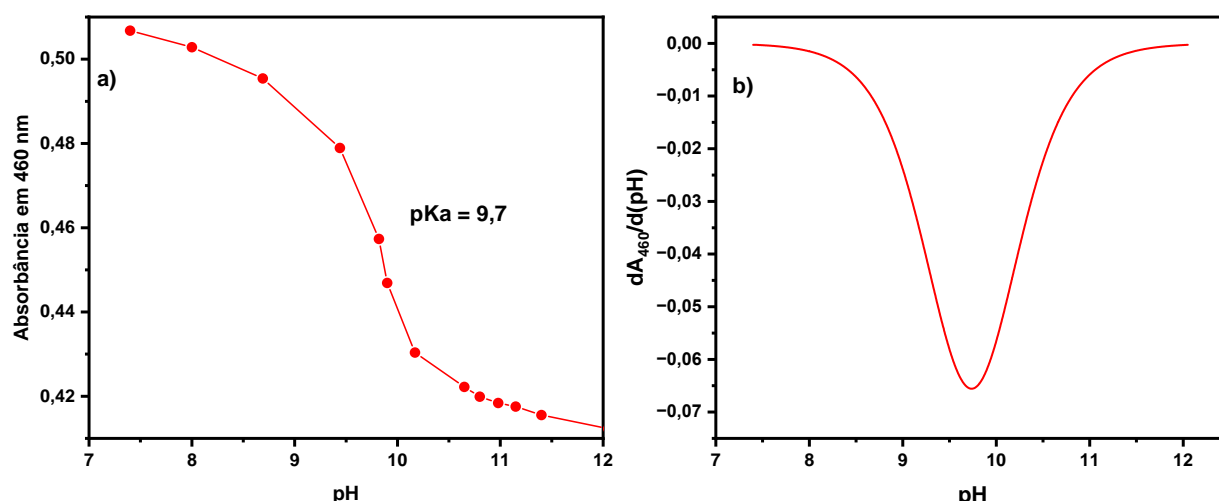 a)
Absorbância em 460 nm
0,50
0,48
0,46
0,44
0,42
pKa = 9,7
7 8 9 10 11 12
pH
b)
dA460/d(pH)
0,00
−0,01
−0,02
−0,03
−0,04
−0,05
−0,06
−0,07
7 8 9 10 11 12
pH